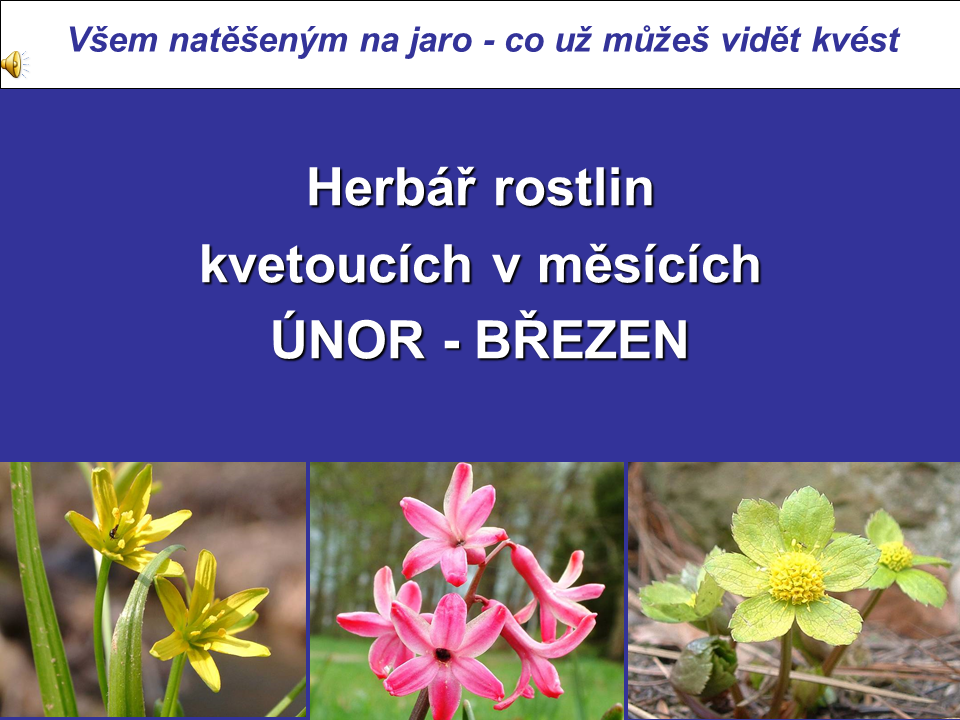 Všem natěšeným na jaro - co už můžeš vidět kvést
Herbář rostlin
kvetoucích v měsících
ÚNOR - BŘEZEN